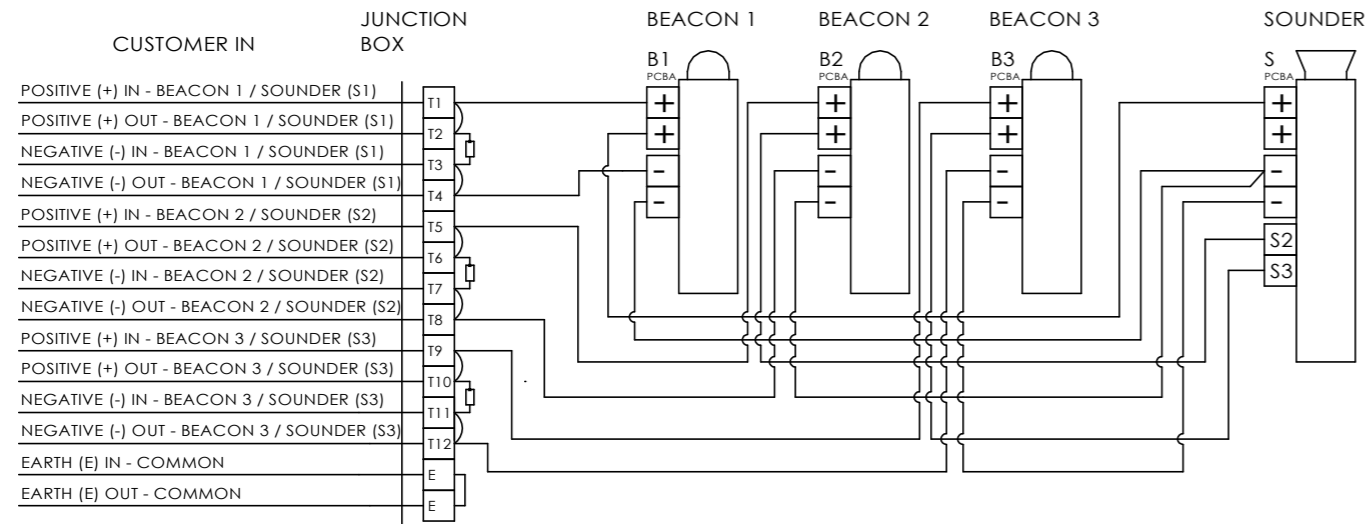 JUNCTION BOX
BEACON 1
BEACON 2
BEACON 3
SOUNDER
CUSTOMER IN
B1
PCBA
B2
PCBA
B3
PCBA
S
PCBA
POSITIVE (+) IN - BEACON 1 / SOUNDER (S1)
T1
POSITIVE (+) OUT - BEACON 1 / SOUNDER (S1)
T2
NEGATIVE (-) IN - BEACON 1 / SOUNDER (S1)
T3
NEGATIVE (-) OUT - BEACON 1 / SOUNDER (S1)
T4
POSITIVE (+) IN - BEACON 2 / SOUNDER (S2)
T5
POSITIVE (+) OUT - BEACON 2 / SOUNDER (S2)
T6
NEGATIVE (-) IN - BEACON 2 / SOUNDER (S2)
T7
NEGATIVE (-) OUT - BEACON 2 / SOUNDER (S2)
T8
POSITIVE (+) IN - BEACON 3 / SOUNDER (S3)
T9
POSITIVE (+) OUT - BEACON 3 / SOUNDER (S3)
T10
NEGATIVE (-) IN - BEACON 3 / SOUNDER (S3)
T11
NEGATIVE (-) OUT - BEACON 3 / SOUNDER (S3)
T12
EARTH (E) IN - COMMON
E
EARTH (E) OUT - COMMON
E
+
+
-
-
+
+
-
-
+
+
-
-
+
+
-
-
S2
S3